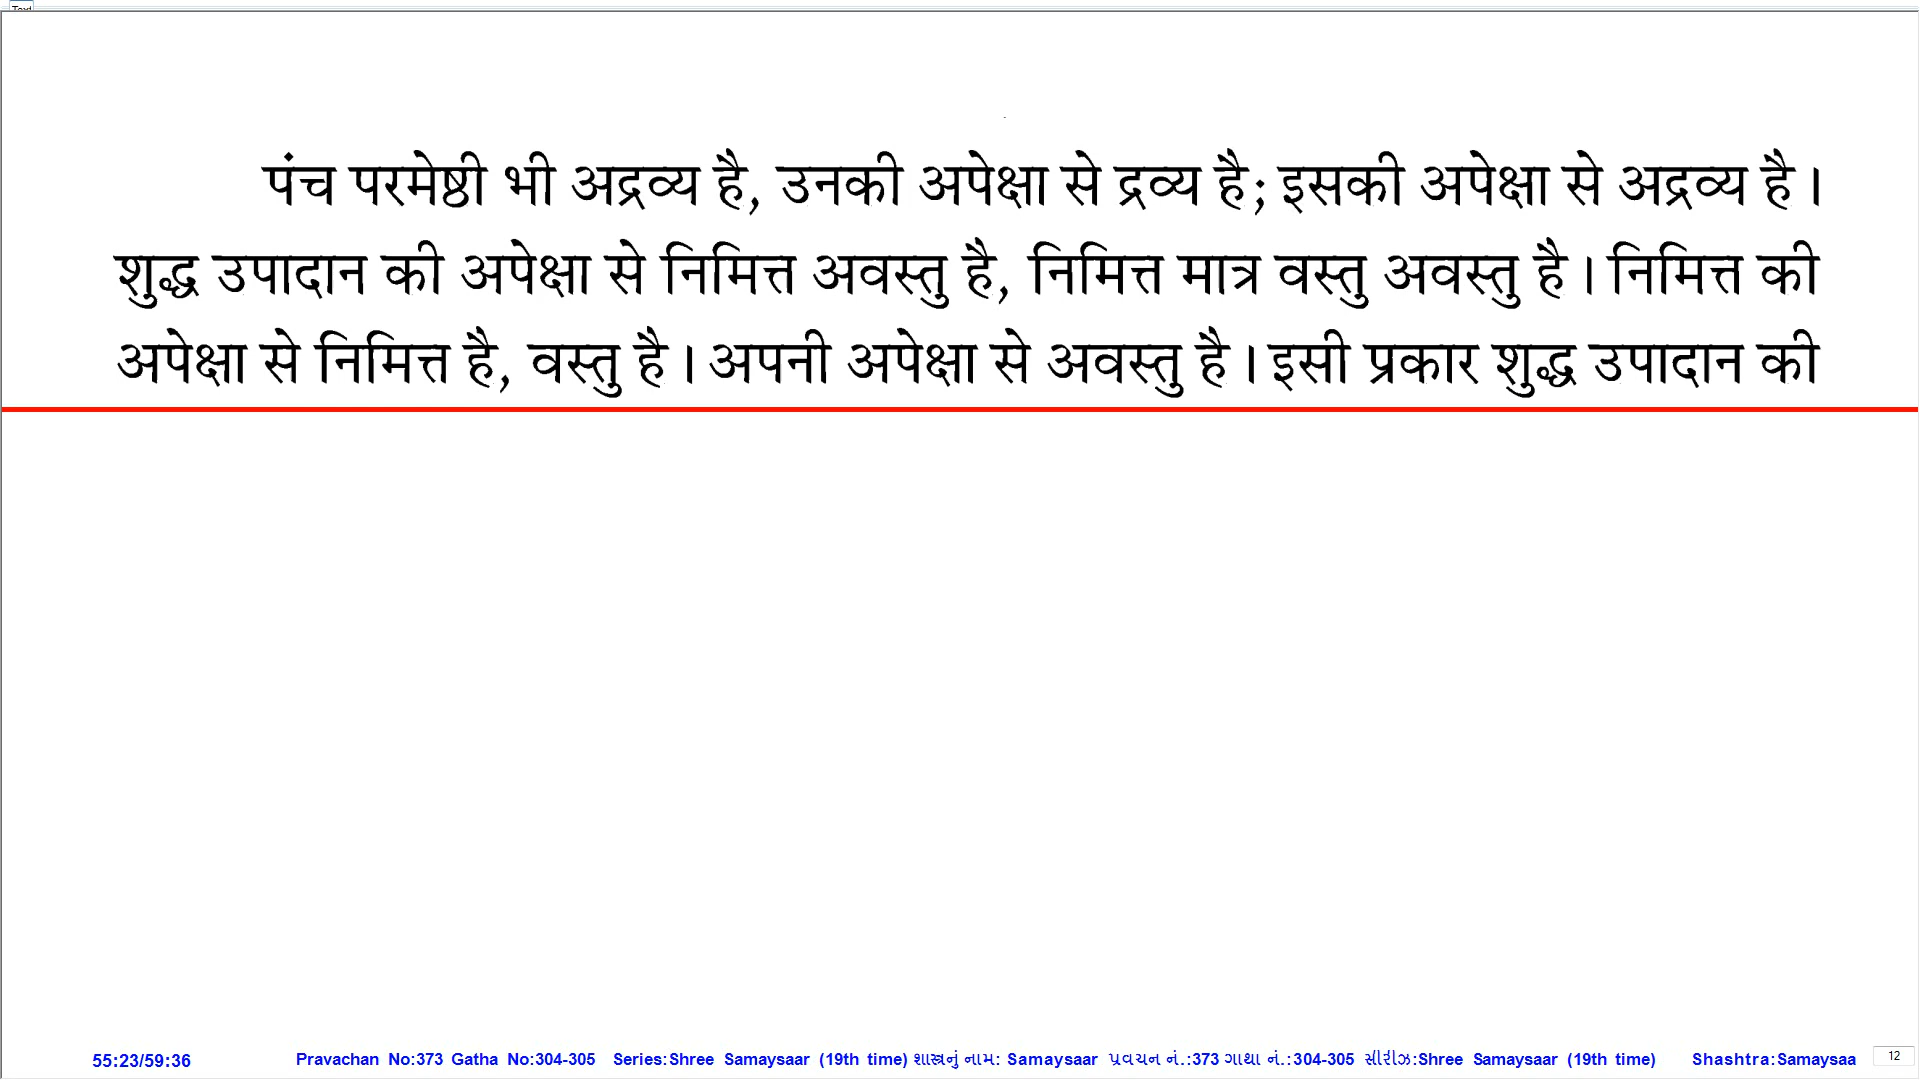 Text
पंच परमेष्ठी भी अद्रव्य है, उनकी अपेक्षा से द्रव्य है; इसकी अपेक्षा से अद्रव्य है।
शुद्ध उपादान की अपेक्षा से निमित्त अवस्तु है, निमित्त मात्र वस्तु अवस्तु है। निमित्त की
अपेक्षा से निमित्त है, वस्तु है। अपनी अपेक्षा से अवस्तु है। इसी प्रकार शुद्ध उपादान की
55:23/59:36 Pravachan No:373 Gatha No:304-305 Series:Shree Samaysaar (19th time) શાસ્ત્રનું નામ: Samaysaar પ્રવચન નં.:373 ગાથા નં.:304-305 સીરીઝ:Shree Samaysaar (19th time) Shashtra:Samaysaa 12